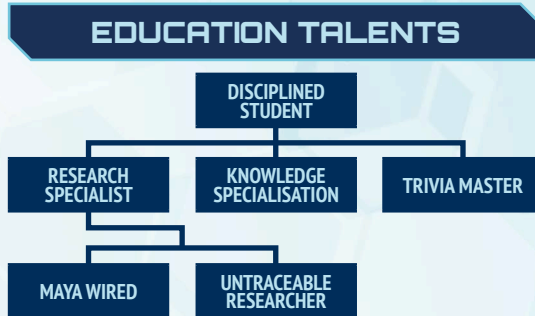 EDUCATION TALENTS
DISCIPLINED
STUDENT
RESEARCH
SPECIALIST
KNOWLEDGE
SPECIALISATION
TRIVIA MASTER
MAYA WIRED
UNTRACEABLE
RESEARCHER